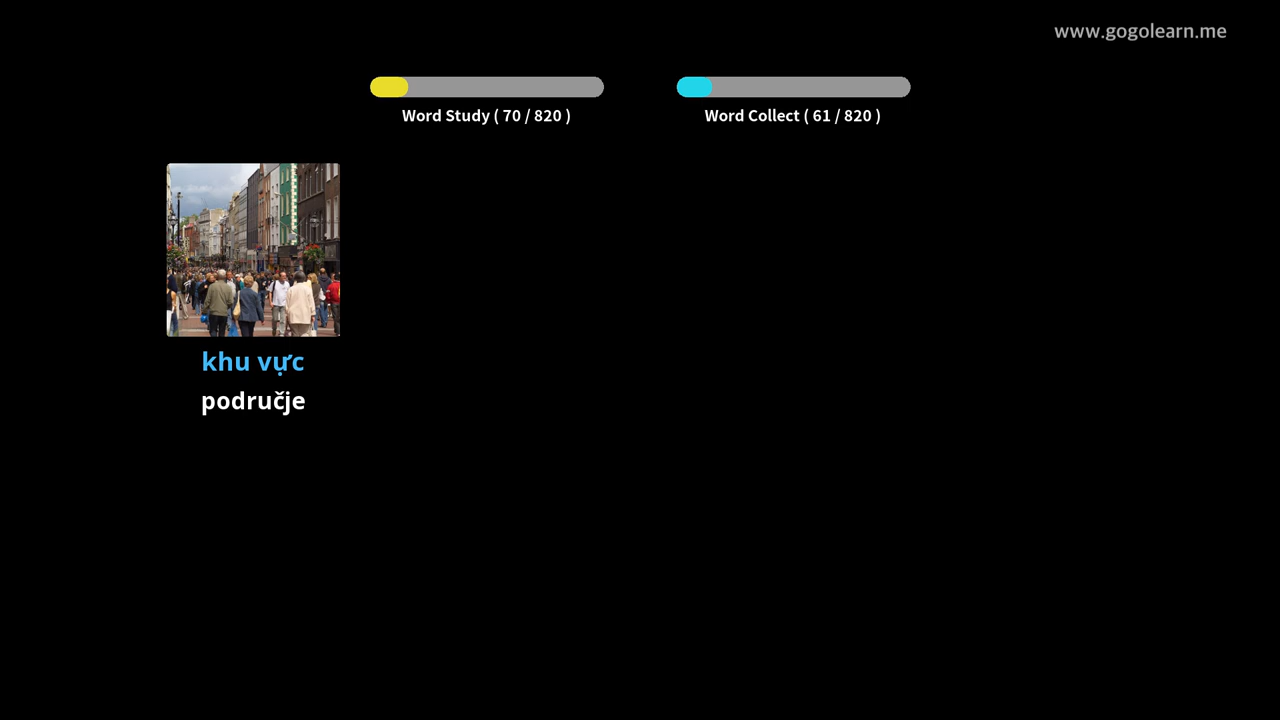 www.gogolearn.me
Word Study ( 70 / 820 )
Word Collect ( 61 / 820 )
khu vực
područje